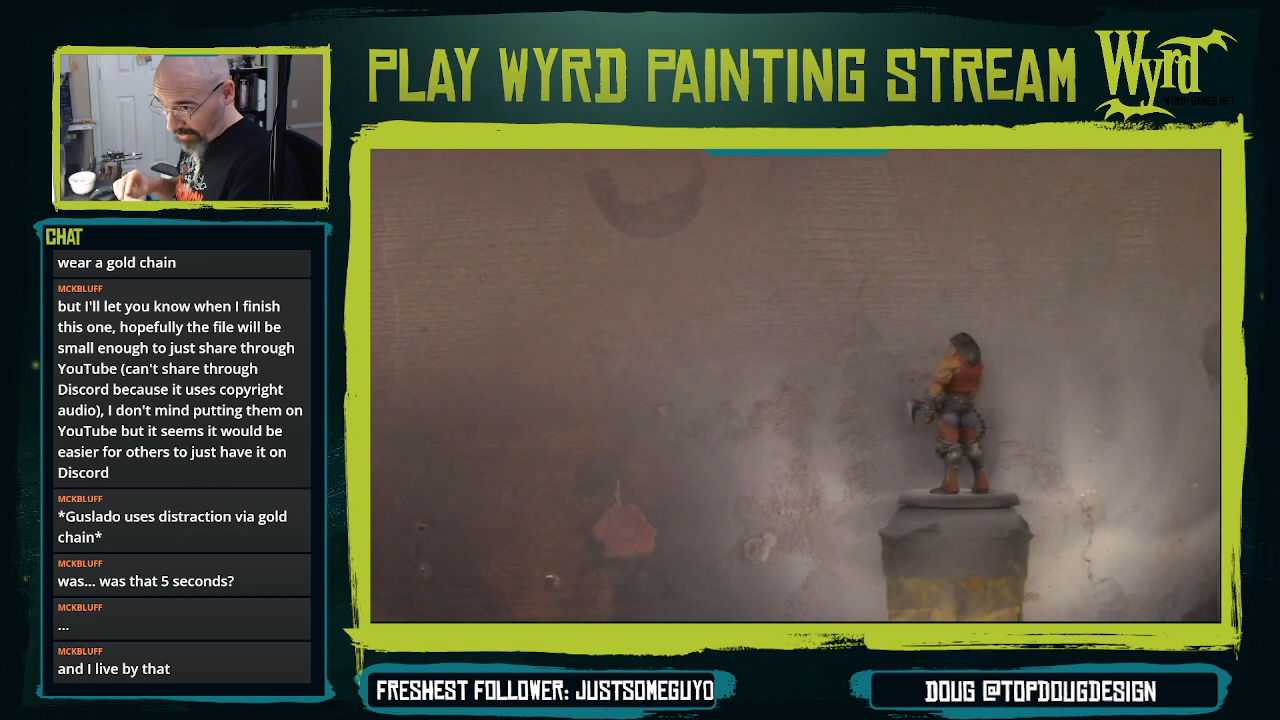 PLAY WYRD PAINTING STREAM
Wyrd
WYRD-GAMES.NET
CHAT
wear a gold chain
MCKBLUFF
but I'll let you know when I finish
this one, hopefully the file will be
small enough to just share through
YouTube (can't share through
Discord because it uses copyright
audio), I don't mind putting them on
YouTube but it seems it would be
easier for others to just have it on
Discord
MCKBLUFF
*Guslado uses distraction via gold
chain*
MCKBLUFF
was... was that 5 seconds?
MCKBLUFF
...
MCKBLUFF
and I live by that
FRESHEST FOLLOWER: JUSTSOMEGUYO
DOUG @TOPDOUGDESIGN